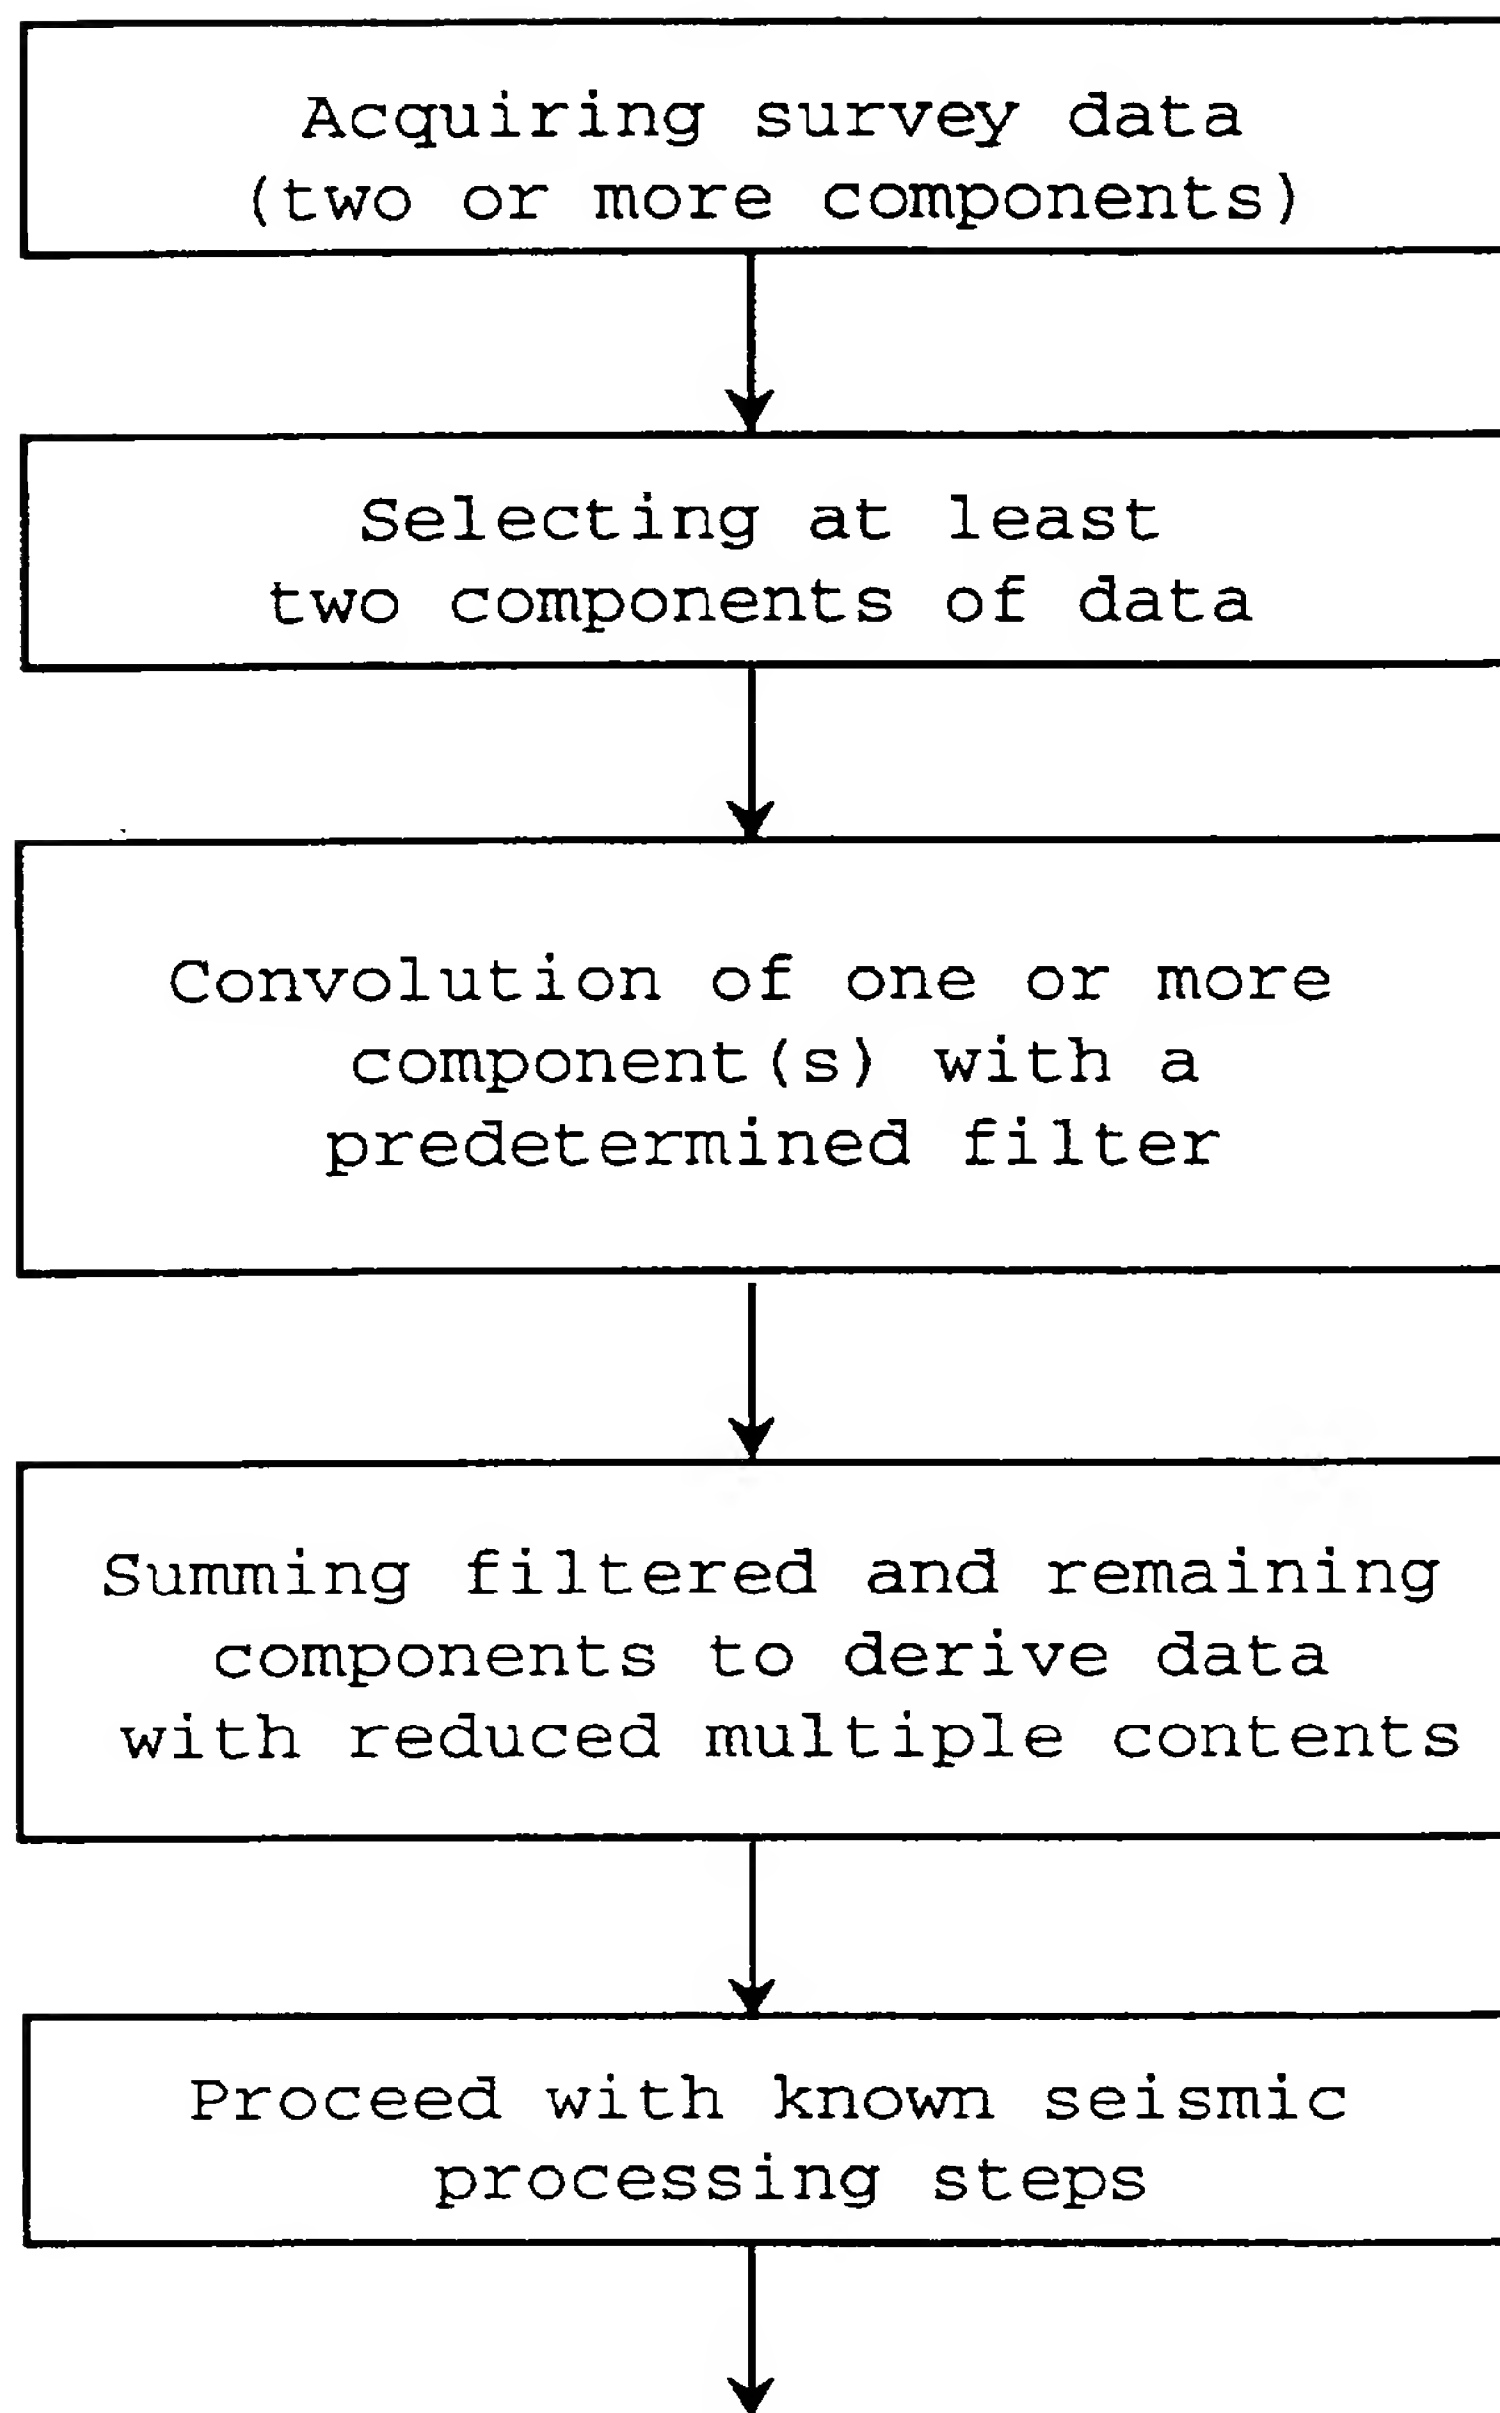 Acquiring survey data
(two or more components)
Selecting at least
two components of data
Convolution of one or more
component(s) with a
predetermined filter
Summing filtered and remaining
components to derive data
with reduced multiple contents
Proceed with known seismic
processing steps